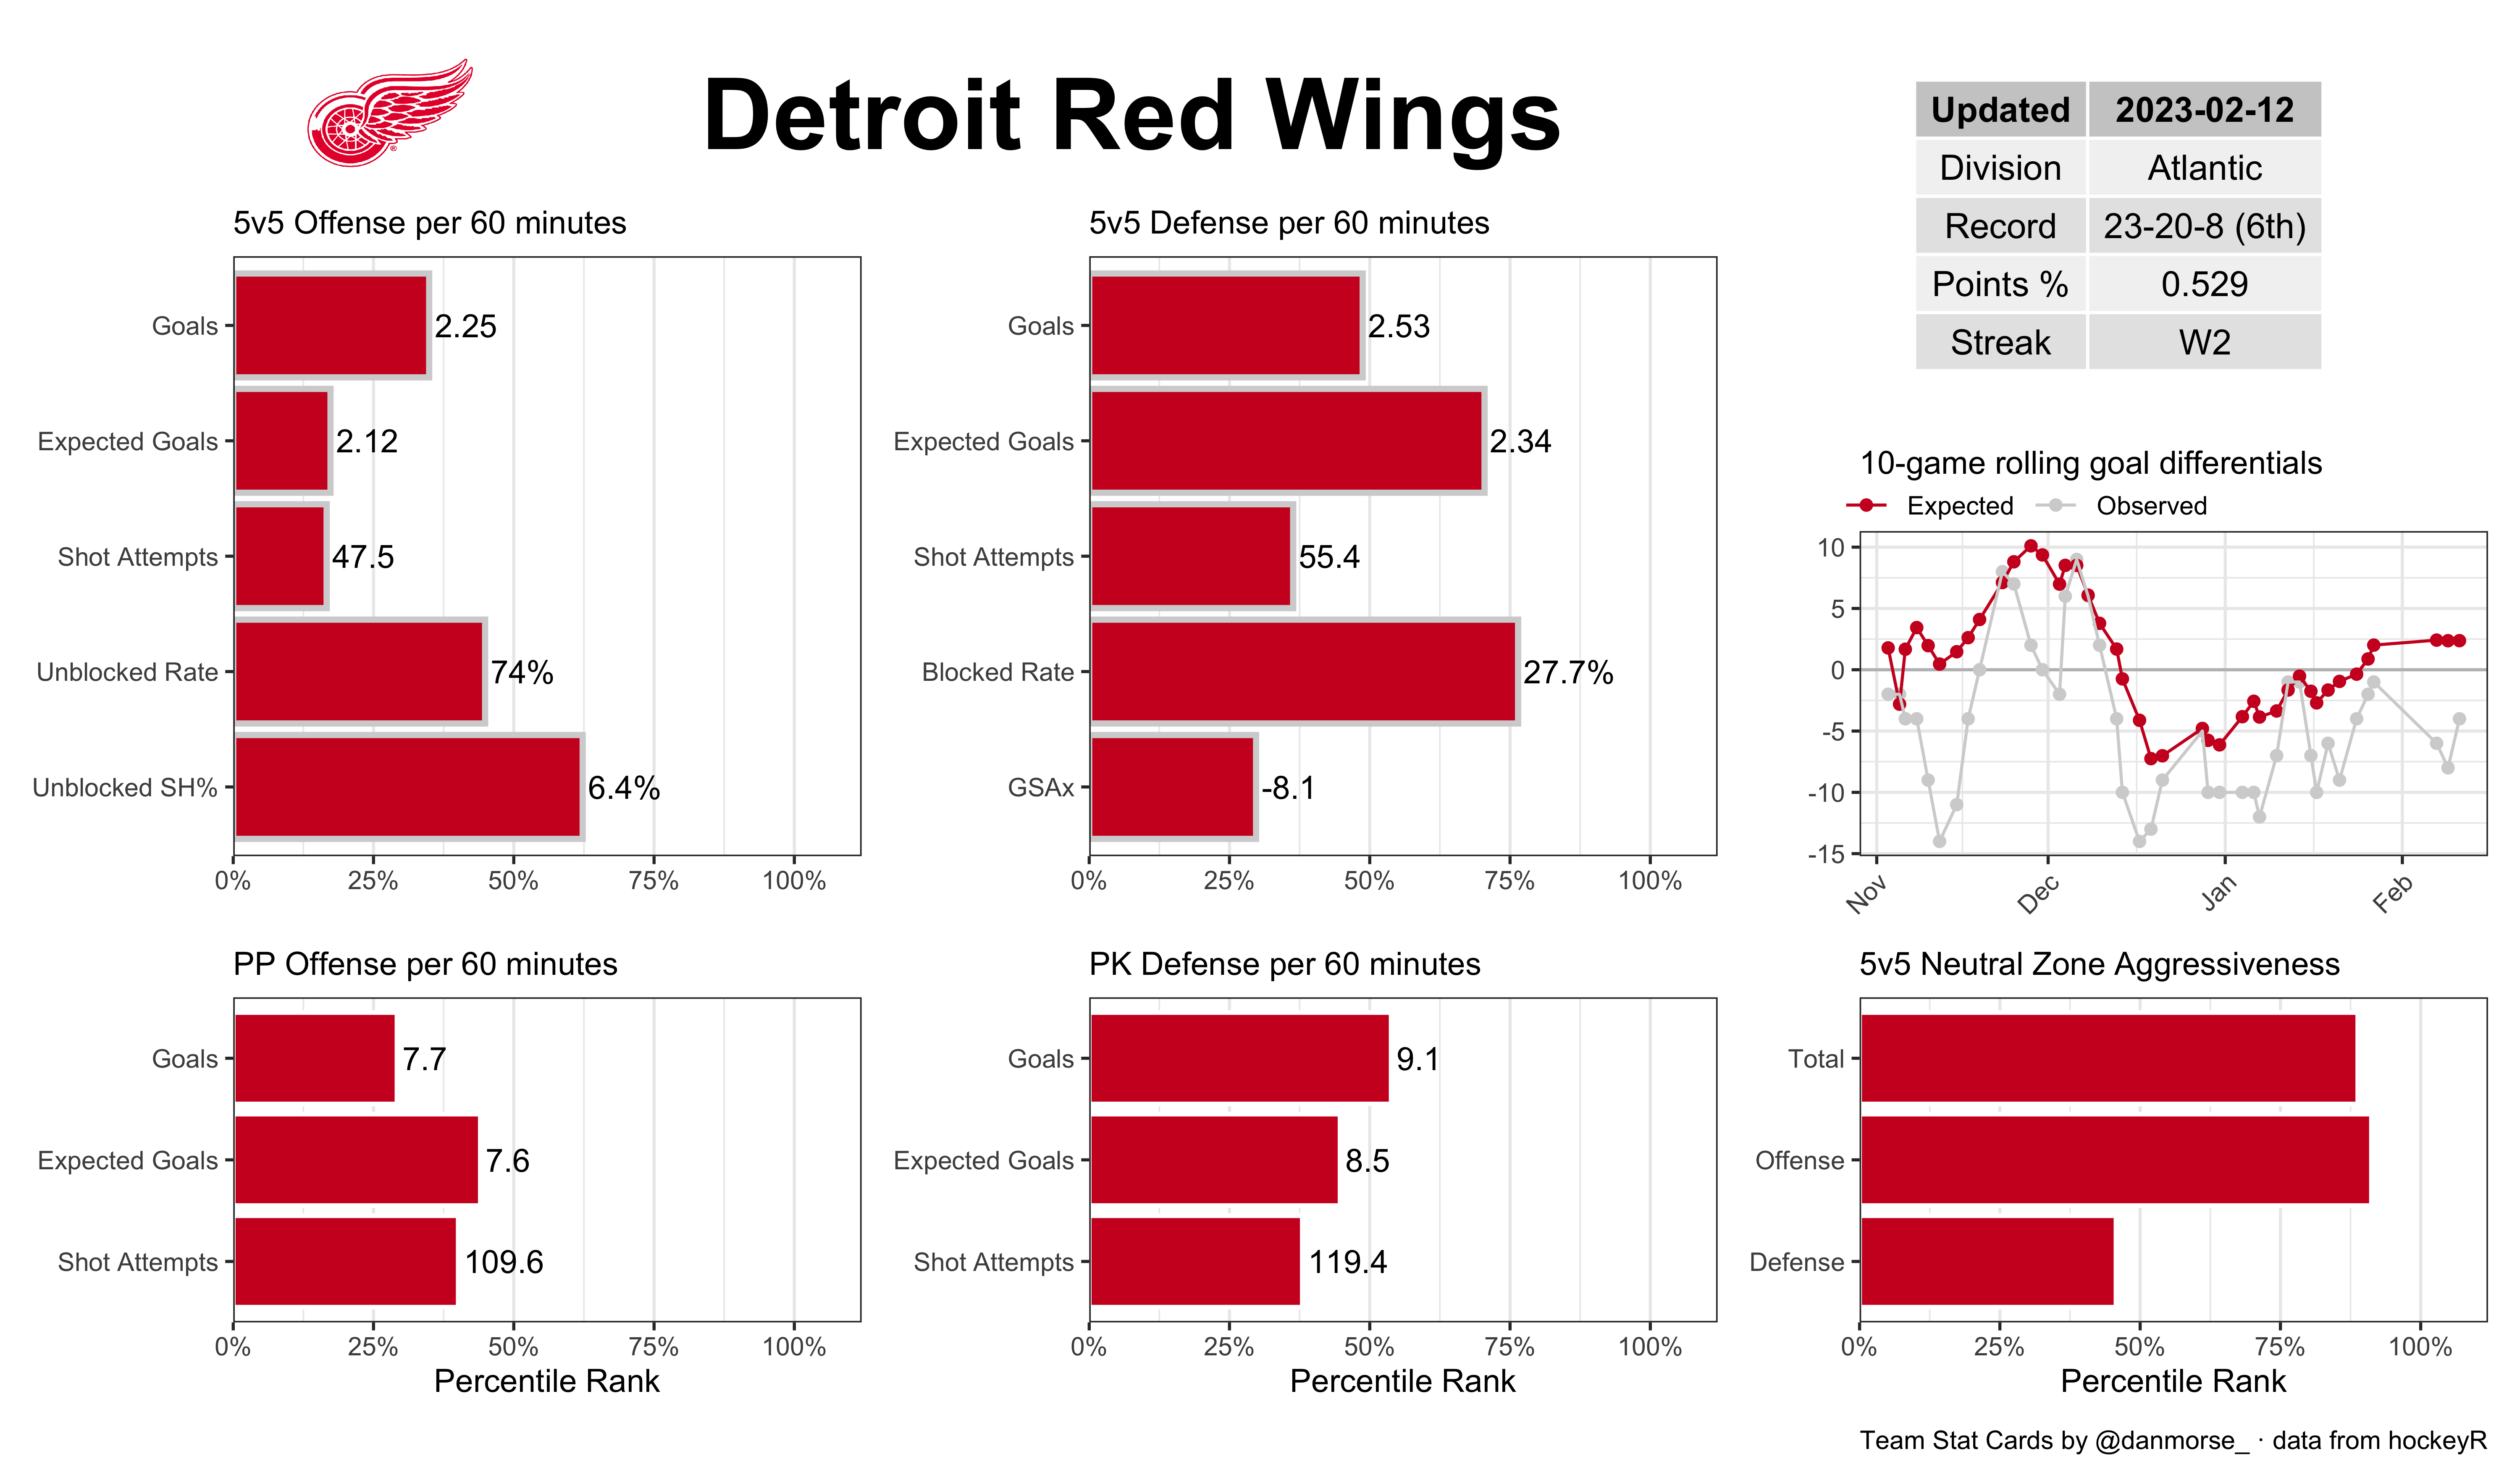 Detroit Red Wings
Updated 2023-02-12
Division Atlantic
Record 23-20-8 (6th)
Points % 0.529
Streak W2
5v5 Offense per 60 minutes
Goals 2.25
Expected Goals 2.12
Shot Attempts 47.5
Unblocked Rate 74%
Unblocked SH% 6.4%
0% 25% 50% 75% 100%
5v5 Defense per 60 minutes
Goals 2.53
Expected Goals 2.34
Shot Attempts 55.4
Blocked Rate 27.7%
GSAx -8.1
0% 25% 50% 75% 100%
10-game rolling goal differentials
Expected Observed
10
5
0
-5
-10
-15
Nov Dec Jan Feb
PP Offense per 60 minutes
Goals 7.7
Expected Goals 7.6
Shot Attempts 109.6
0% 25% 50% 75% 100%
Percentile Rank
PK Defense per 60 minutes
Goals 9.1
Expected Goals 8.5
Shot Attempts 119.4
0% 25% 50% 75% 100%
Percentile Rank
5v5 Neutral Zone Aggressiveness
Total
Offense
Defense
0% 25% 50% 75% 100%
Percentile Rank
Team Stat Cards by @danmorse_ · data from hockeyR